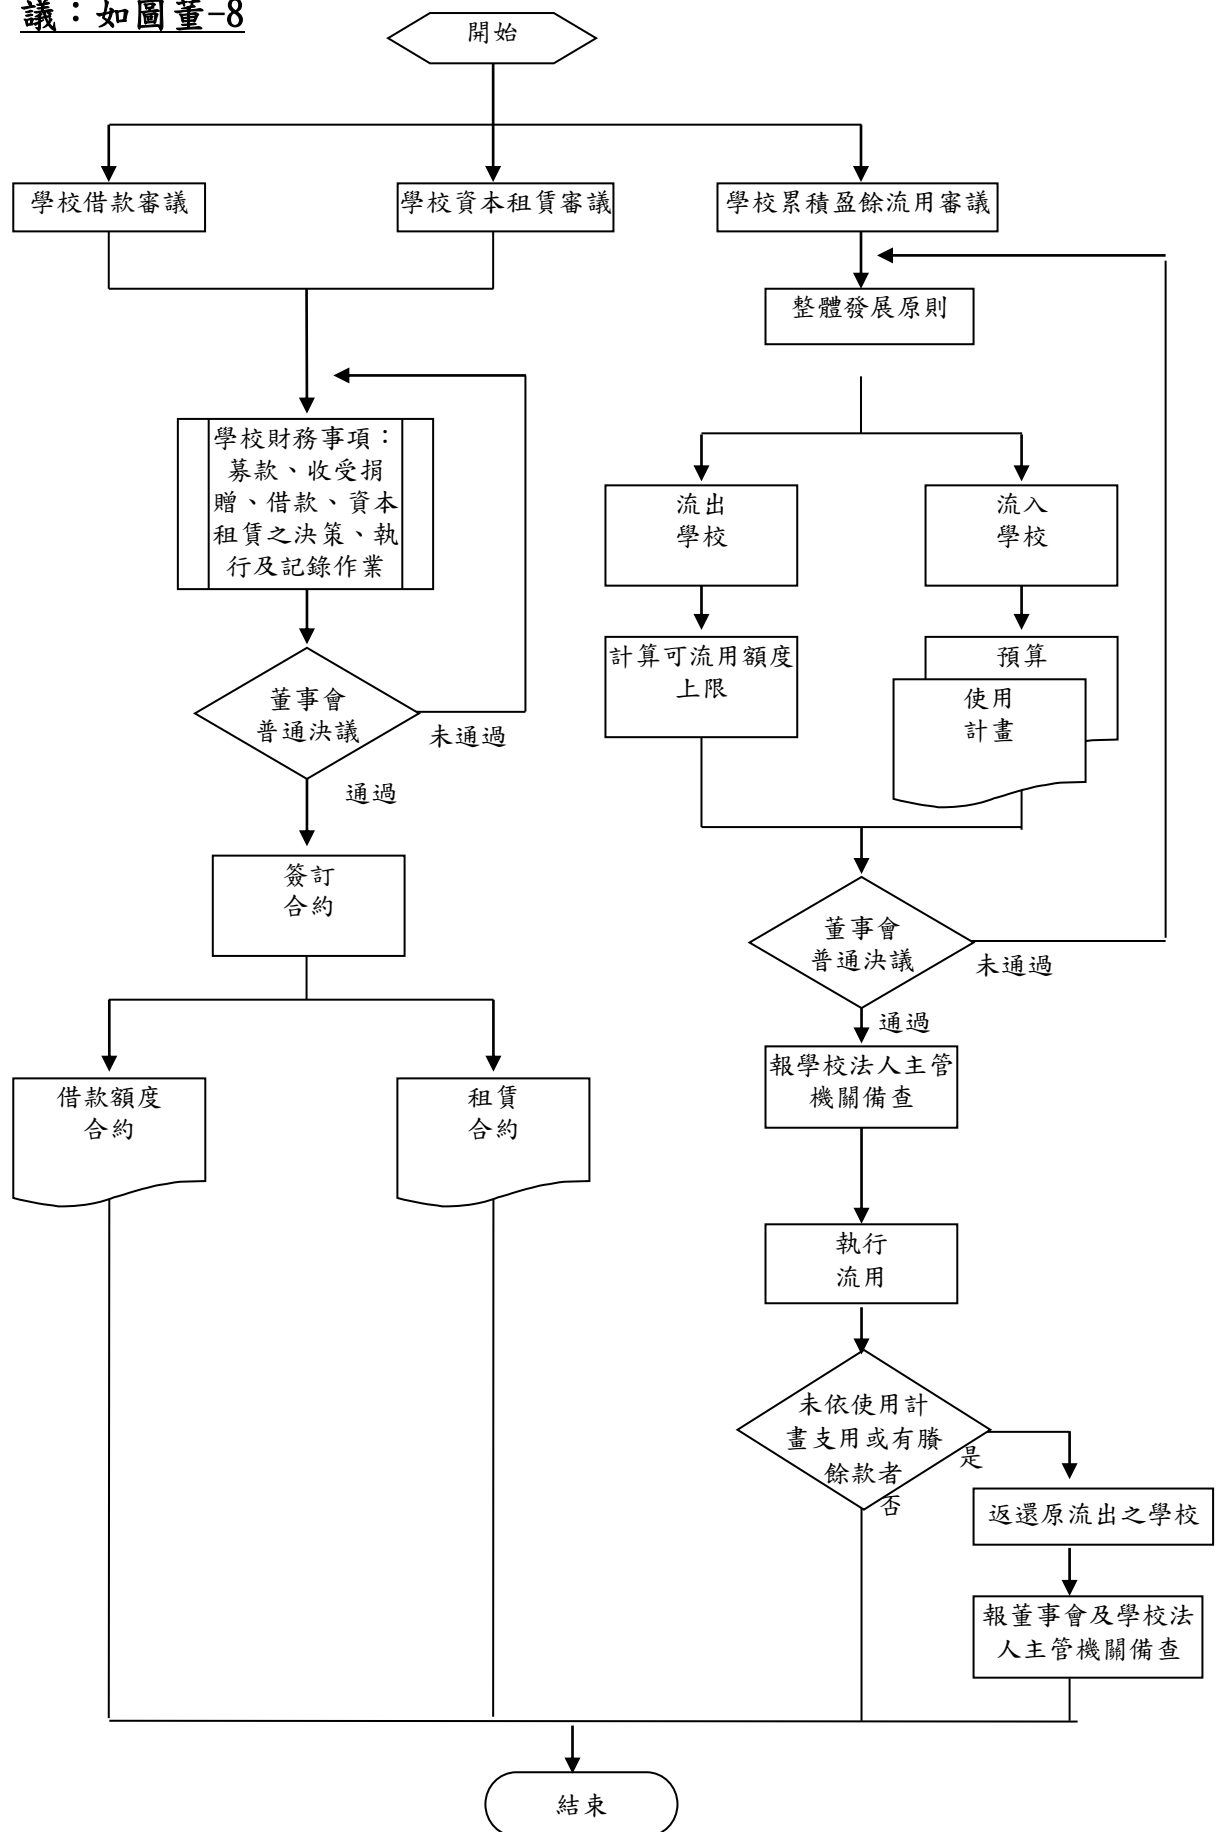 議：如圖董-8
開始
學校借款審議
學校資本租賃審議
學校累積盈餘流用審議
整體發展原則
學校財務事項：
募款、收受捐
贈、借款、資本
租賃之決策、執
行及記錄作業
流出
學校
流入
學校
計算可流用額度
上限
預算
使用
計畫
董事會
普通決議
未通過
通過
簽訂
合約
董事會
普通決議
未通過
通過
借款額度
合約
租賃
合約
報學校法人主管
機關備查
執行
流用
未依使用計
畫支用或有賸
餘款者
是
否
返還原流出之學校
報董事會及學校法
人主管機關備查
結束